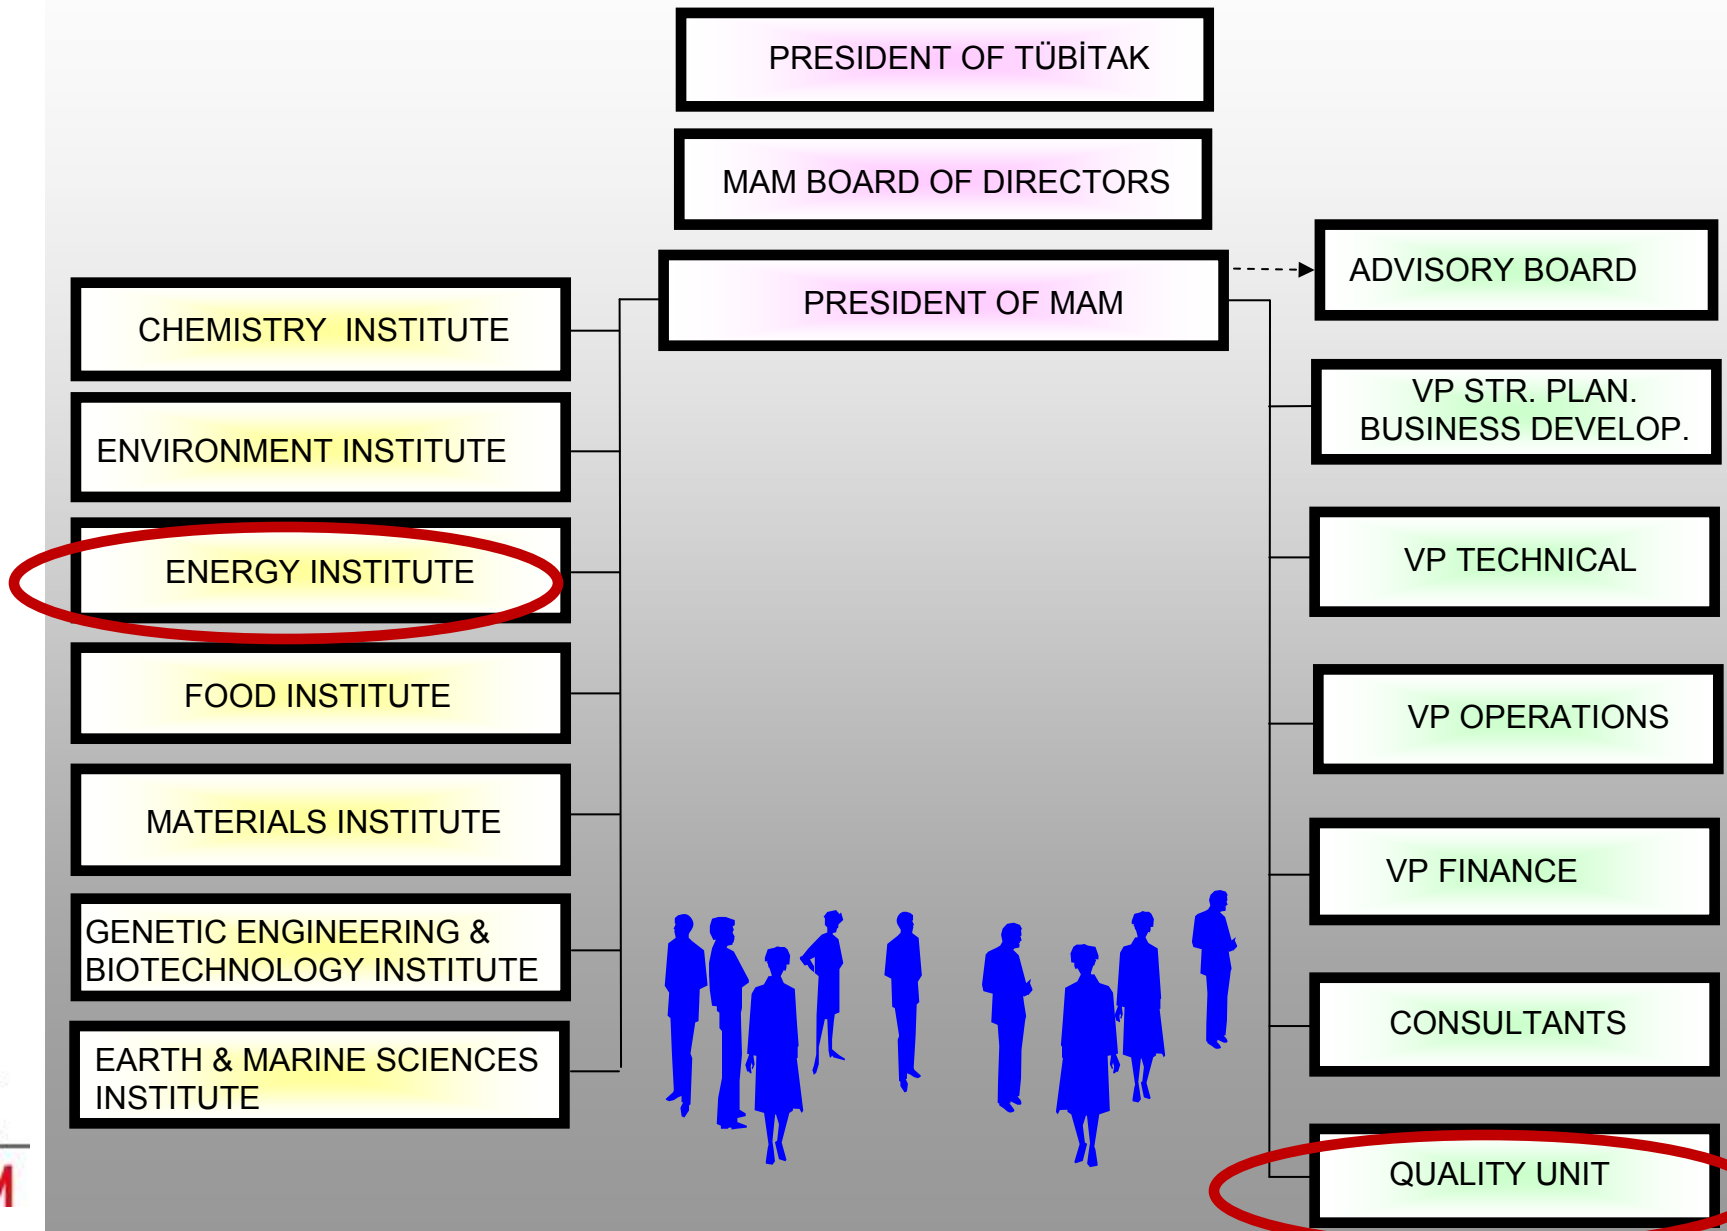 PRESIDENT OF TÜBİTAK
MAM BOARD OF DIRECTORS
PRESIDENT OF MAM
CHEMISTRY INSTITUTE
ENVIRONMENT INSTITUTE
ENERGY INSTITUTE
FOOD INSTITUTE
MATERIALS INSTITUTE
GENETIC ENGINEERING &
BIOTECHNOLOGY INSTITUTE
EARTH & MARINE SCIENCES
INSTITUTE
ADVISORY BOARD
VP STR. PLAN.
BUSINESS DEVELOP.
VP TECHNICAL
VP OPERATIONS
VP FINANCE
CONSULTANTS
QUALITY UNIT